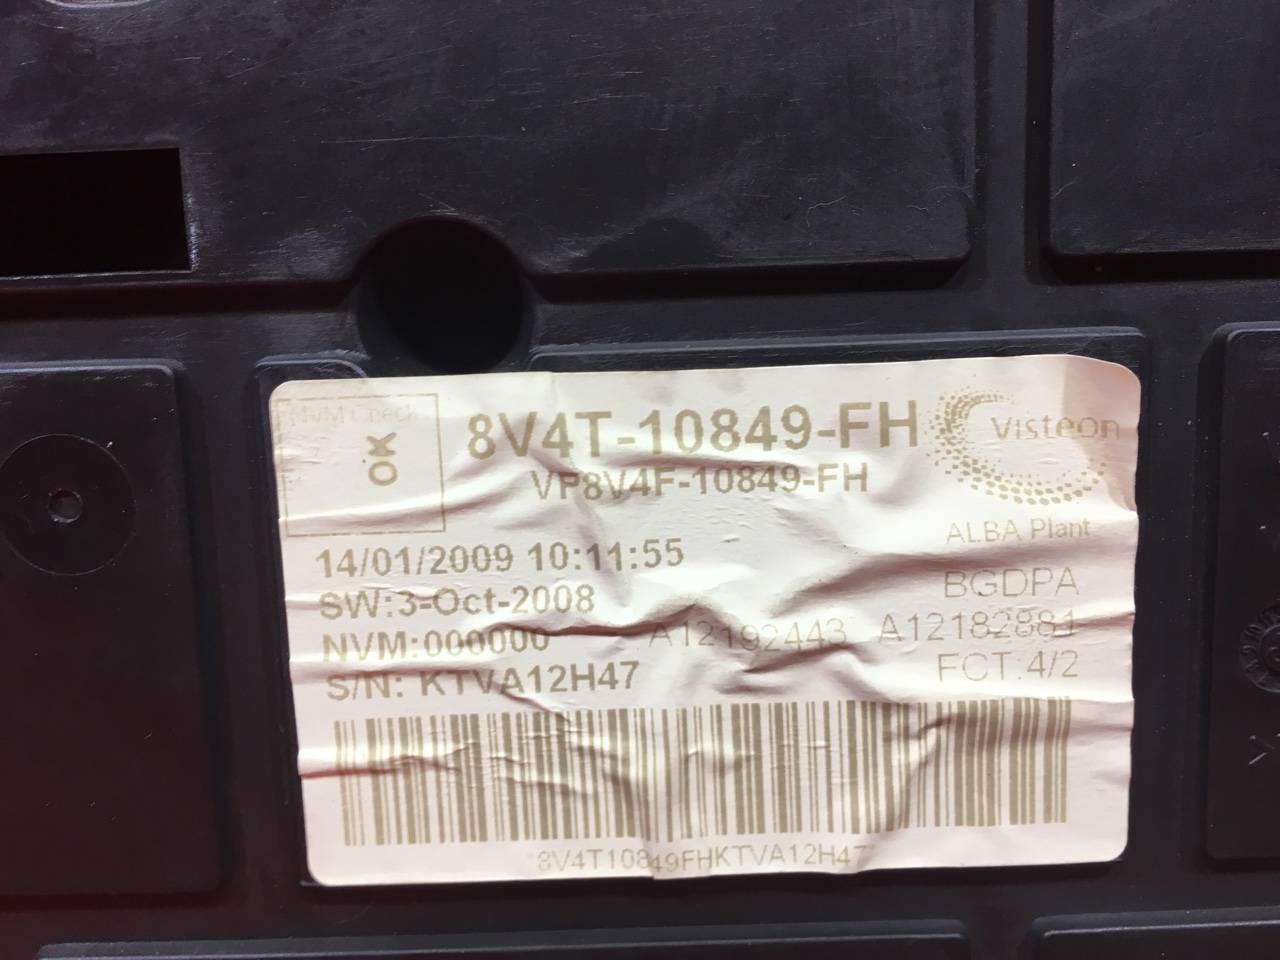 NVM Check
OK
8V4T-10849-FH
VP8V4F-10849-FH
Visteon
ALBA Plant
14/01/2009 10:11:55
BGDPA
SW:3-Oct-2008
NVM:000000
A12192443 A12182881
S/N: KTVA12H47
FCT:4/2
*8V4T10849FHKTVA12H47*